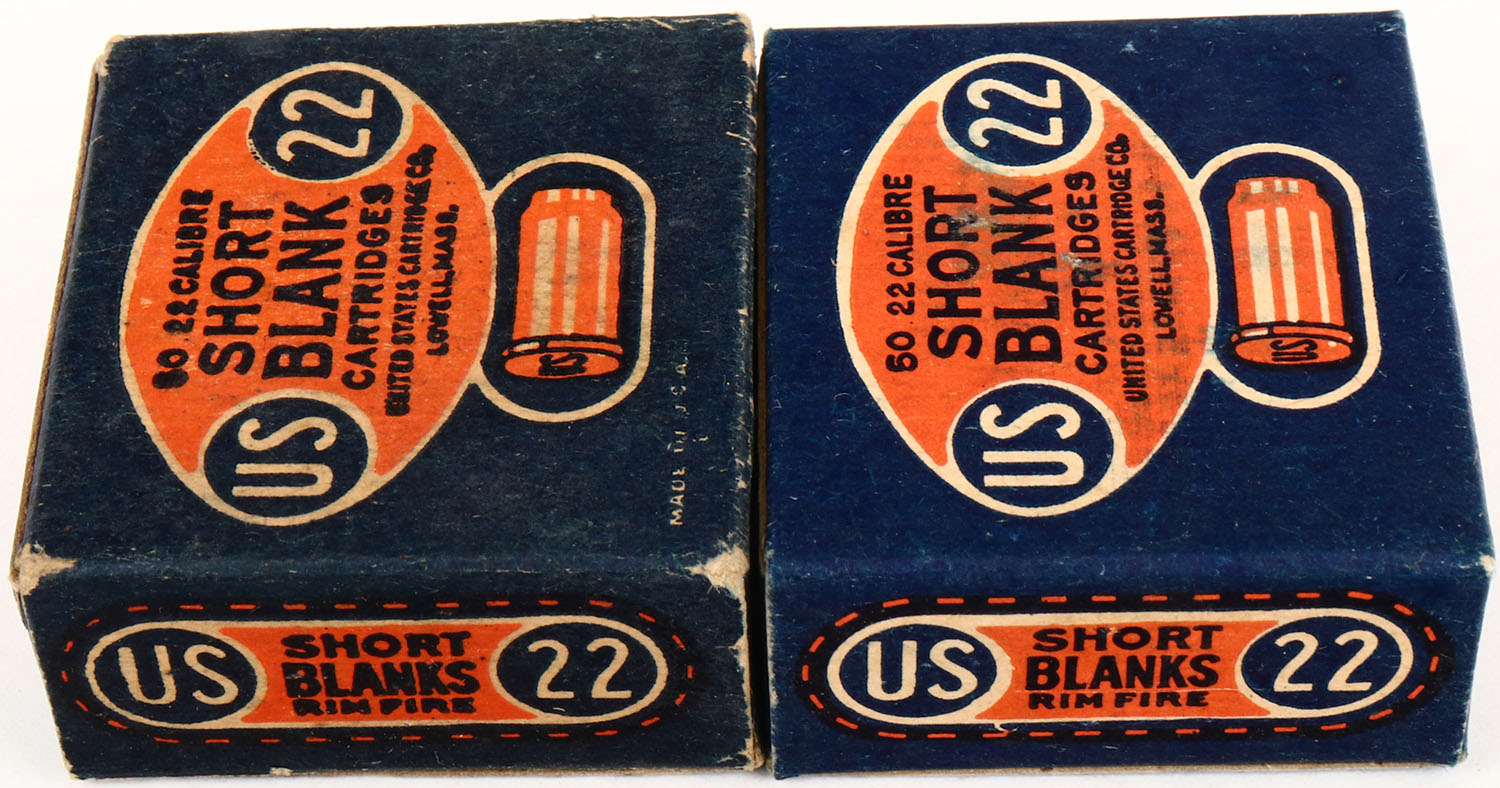 22
50 .22 CALIBRE
SHORT
BLANK
CARTRIDGES
UNITED STATES CARTRIDGE CO.
LOWELL, MASS.
US
US
MADE IN U.S.A.
US SHORT 22
BLANKS
RIM FIRE
22
50 .22 CALIBRE
SHORT
BLANK
CARTRIDGES
UNITED STATES CARTRIDGE CO.
LOWELL, MASS.
US
US
US SHORT 22
BLANKS
RIM FIRE